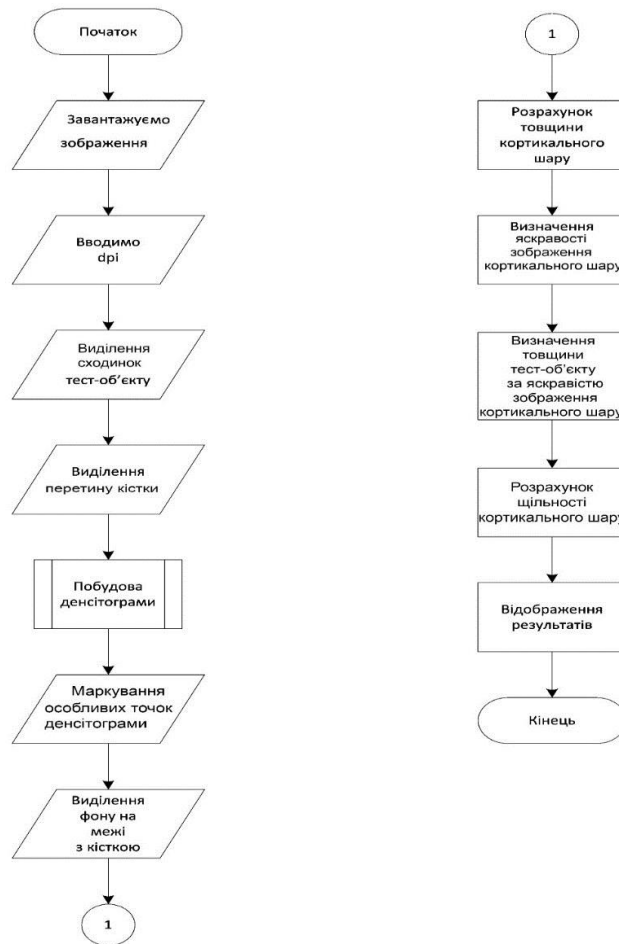 Початок
Завантажуємо
зображення
Вводимо
dpi
Виділення
сходинок
тест-об’єкту
Виділення
перетину кістки
Побудова
денсітограми
Маркування
особливих точок
денсітограми
Виділення
фону на
межі
з кісткою
1
1
Розрахунок
товщини
кортикального
шару
Визначення
яскравості
зображення
кортикального шару
Визначення
товщини
тест-об’єкту
за яскравістю
зображення
кортикального шару
Розрахунок
щільності
кортикального шару
Відображення
результатів
Кінець